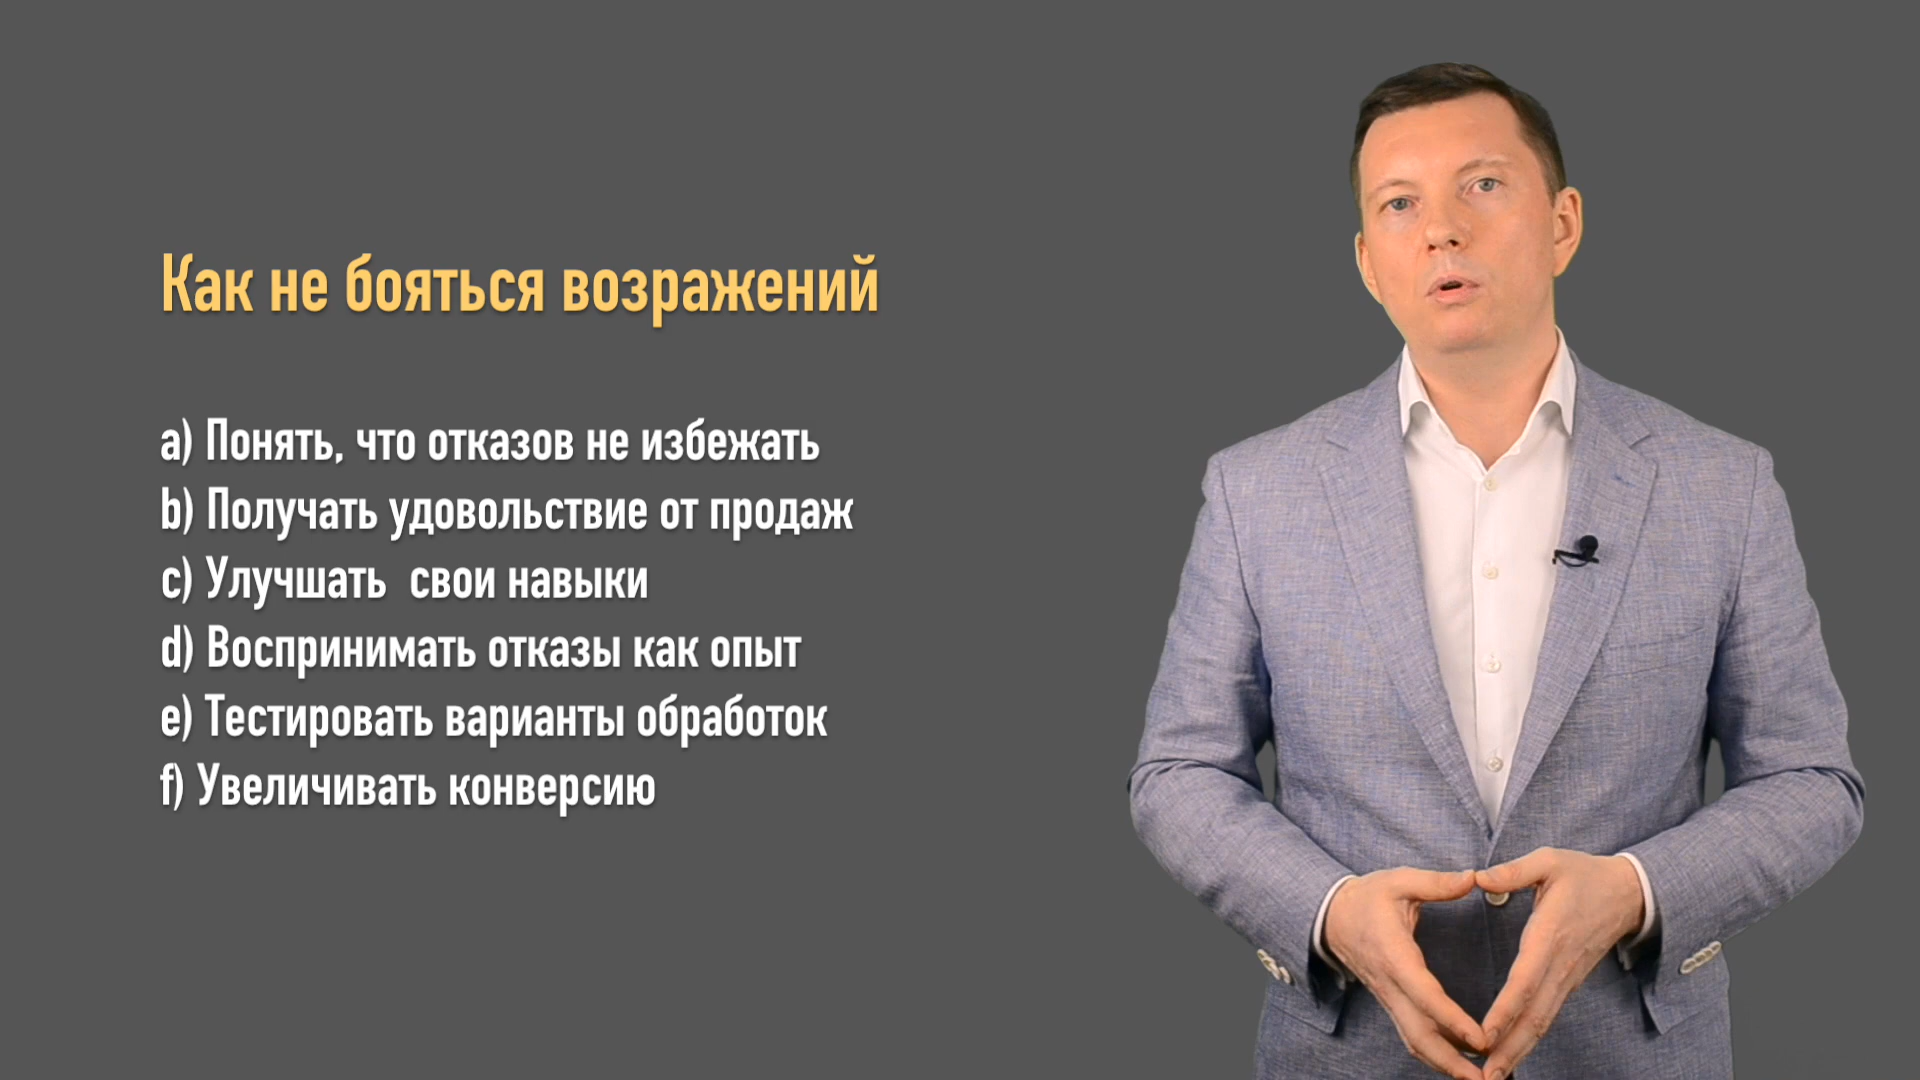 Как не бояться возражений
a) Понять, что отказов не избежать
b) Получать удовольствие от продаж
c) Улучшать  свои навыки
d) Воспринимать отказы как опыт
e) Тестировать варианты обработок
f) Увеличивать конверсию